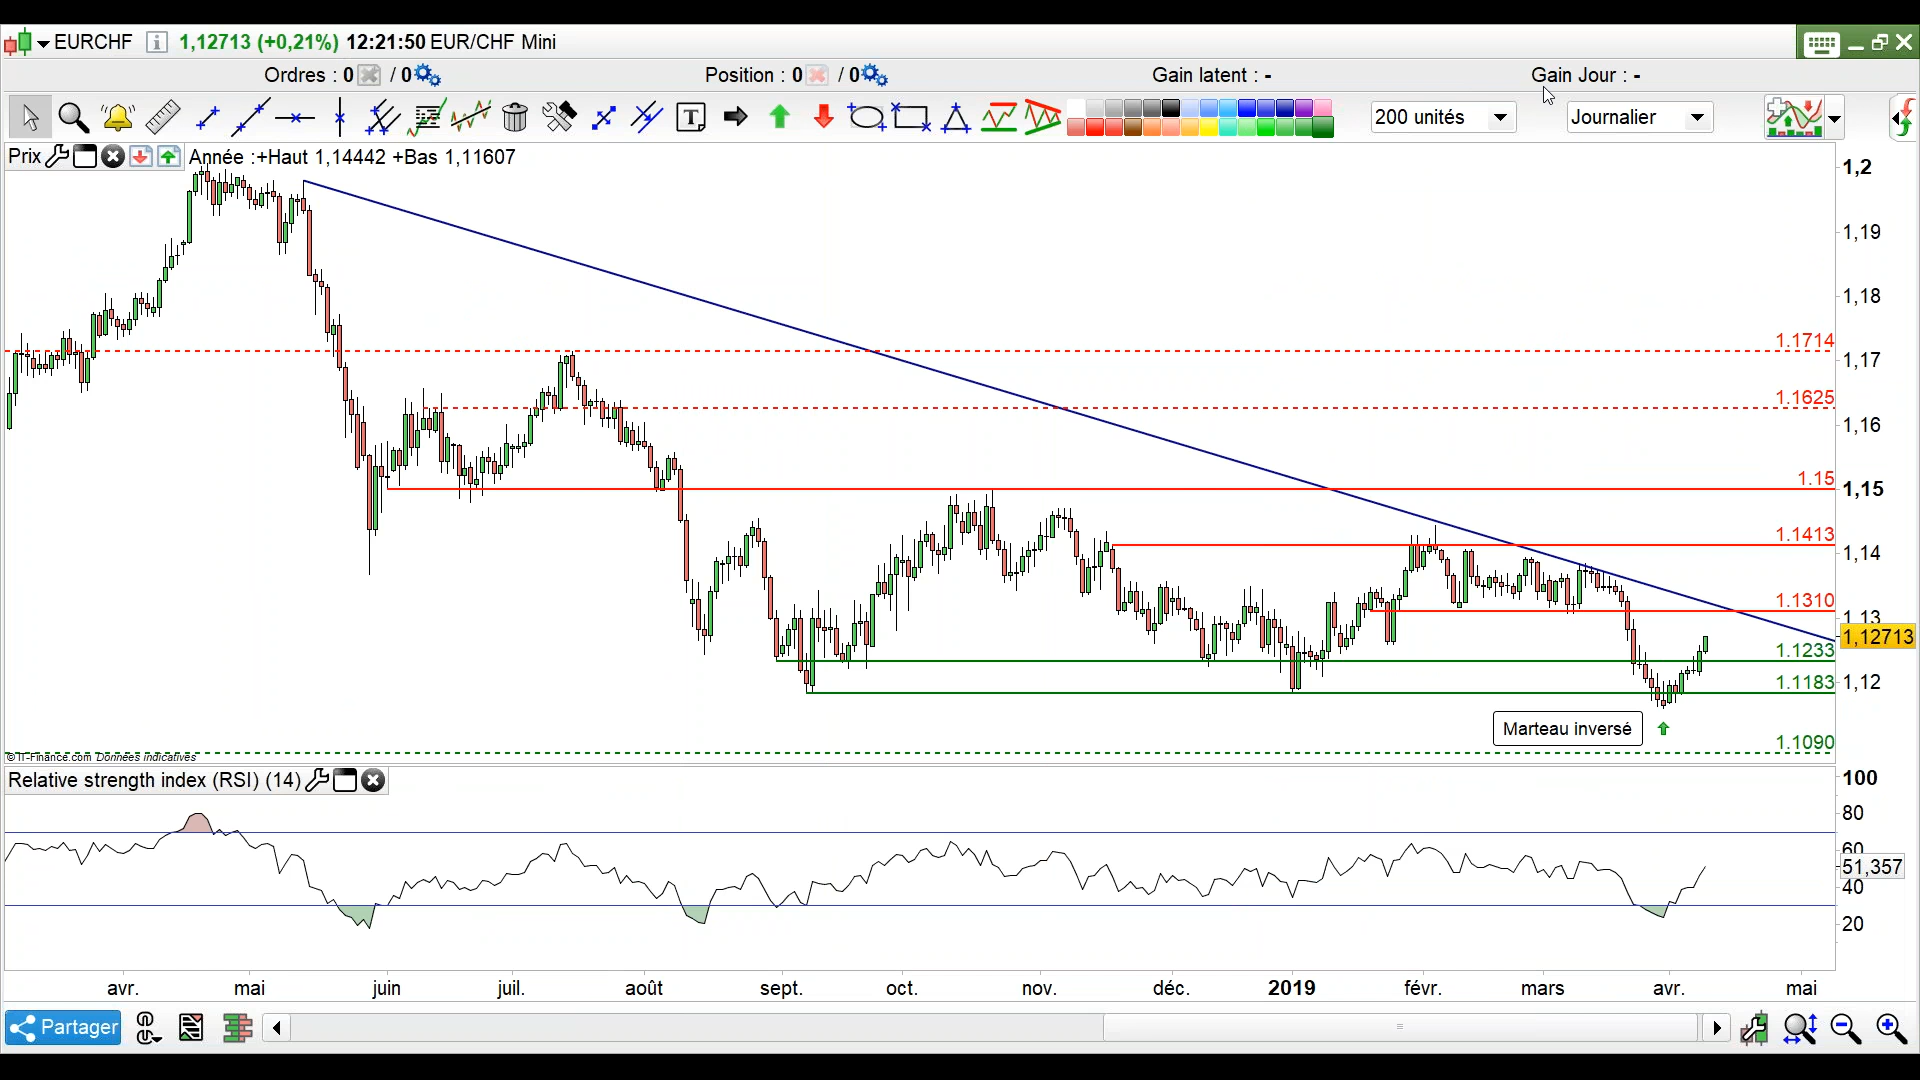 EURCHF 1,12713 (+0,21%) 12:21:50 EUR/CHF Mini
Ordres : 0 / 0 Position : 0 / 0 Gain latent : - Gain Jour : -
200 unités Journalier
Prix Année :+Haut 1,14442 +Bas 1,11607
1,2
1,19
1,18
1.1714
1,17
1.1625
1,16
1.15
1,15
1.1413
1,14
1.1310
1,13
1,12713
1.1233
1.1183
1,12
Marteau inversé
1.1090
© IT-Finance.com Données indicatives
Relative strength index (RSI) (14)
100
80
60
51,357
40
20
avr. mai juin juil. août sept. oct. nov. déc. 2019 févr. mars avr. mai
Partager